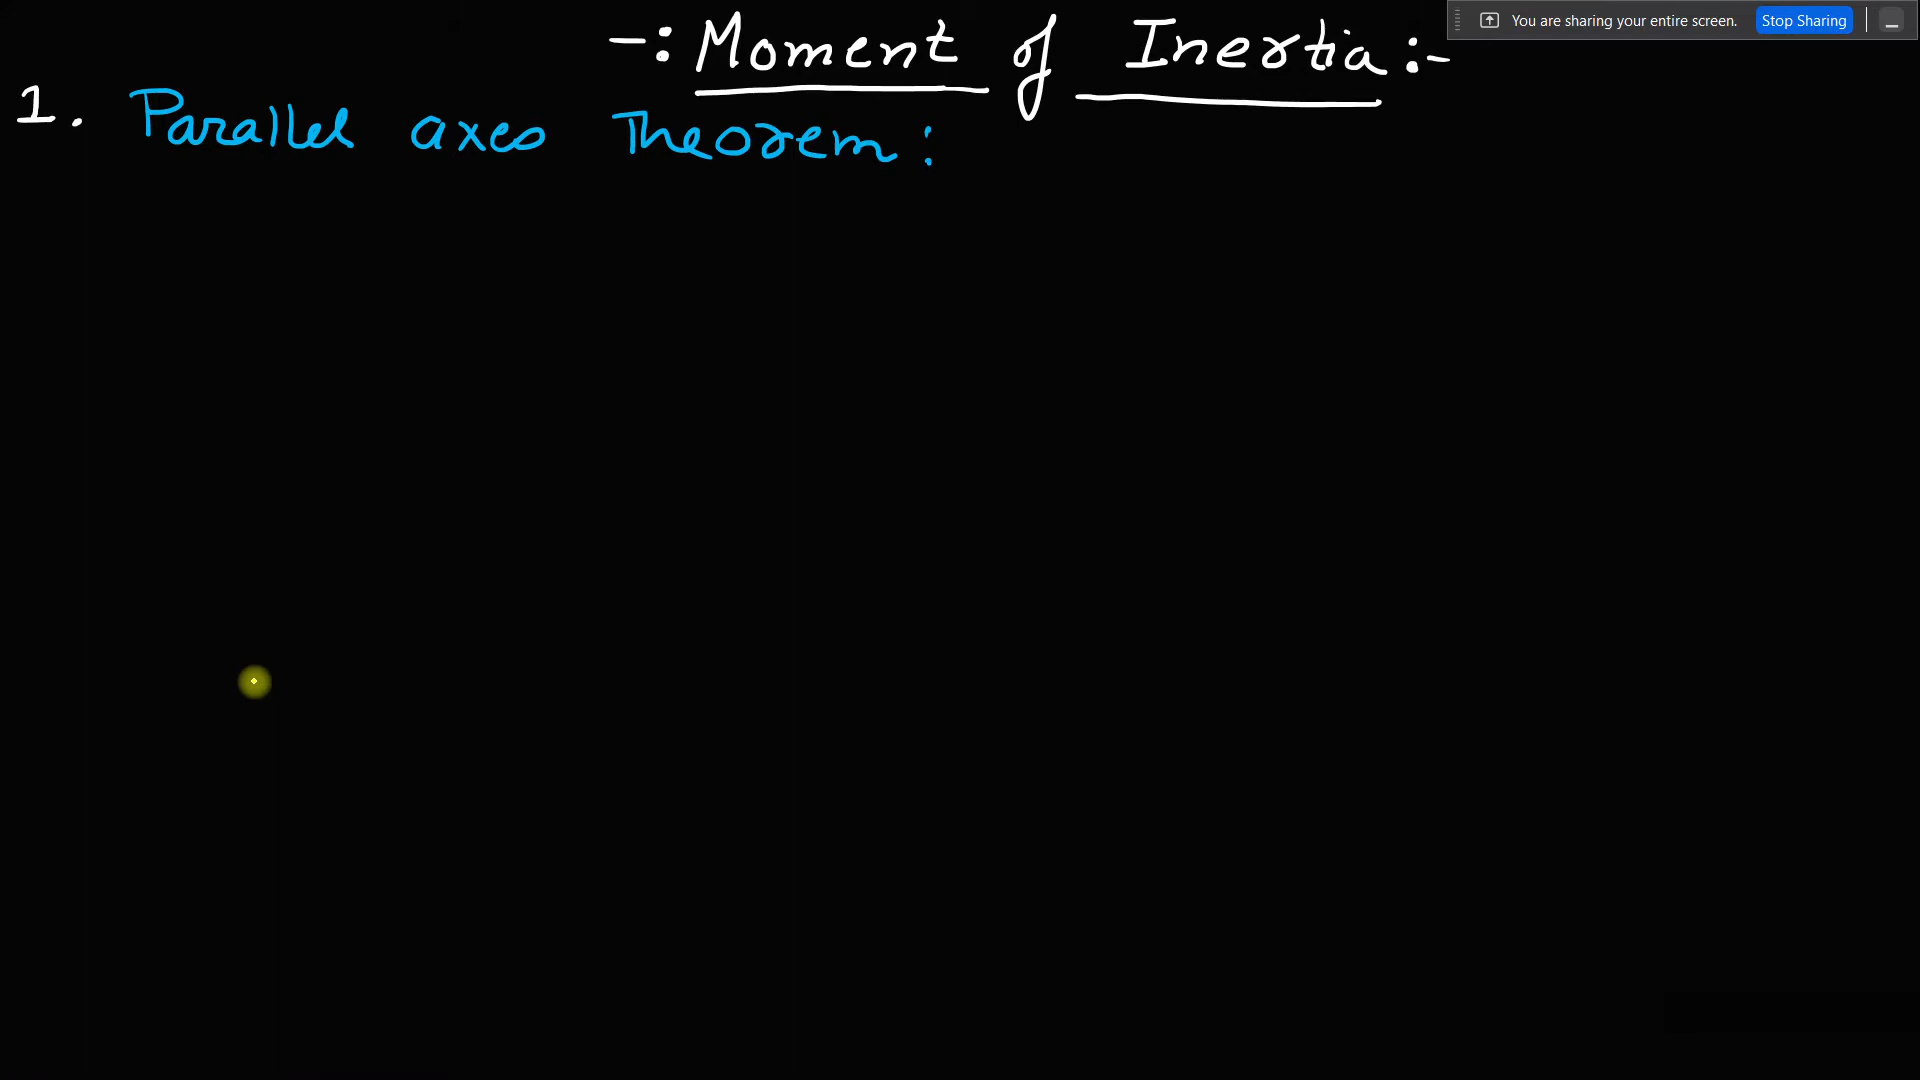 -: Moment of Inertia :-
You are sharing your entire screen. Stop Sharing
1. Parallel axes Theorem :